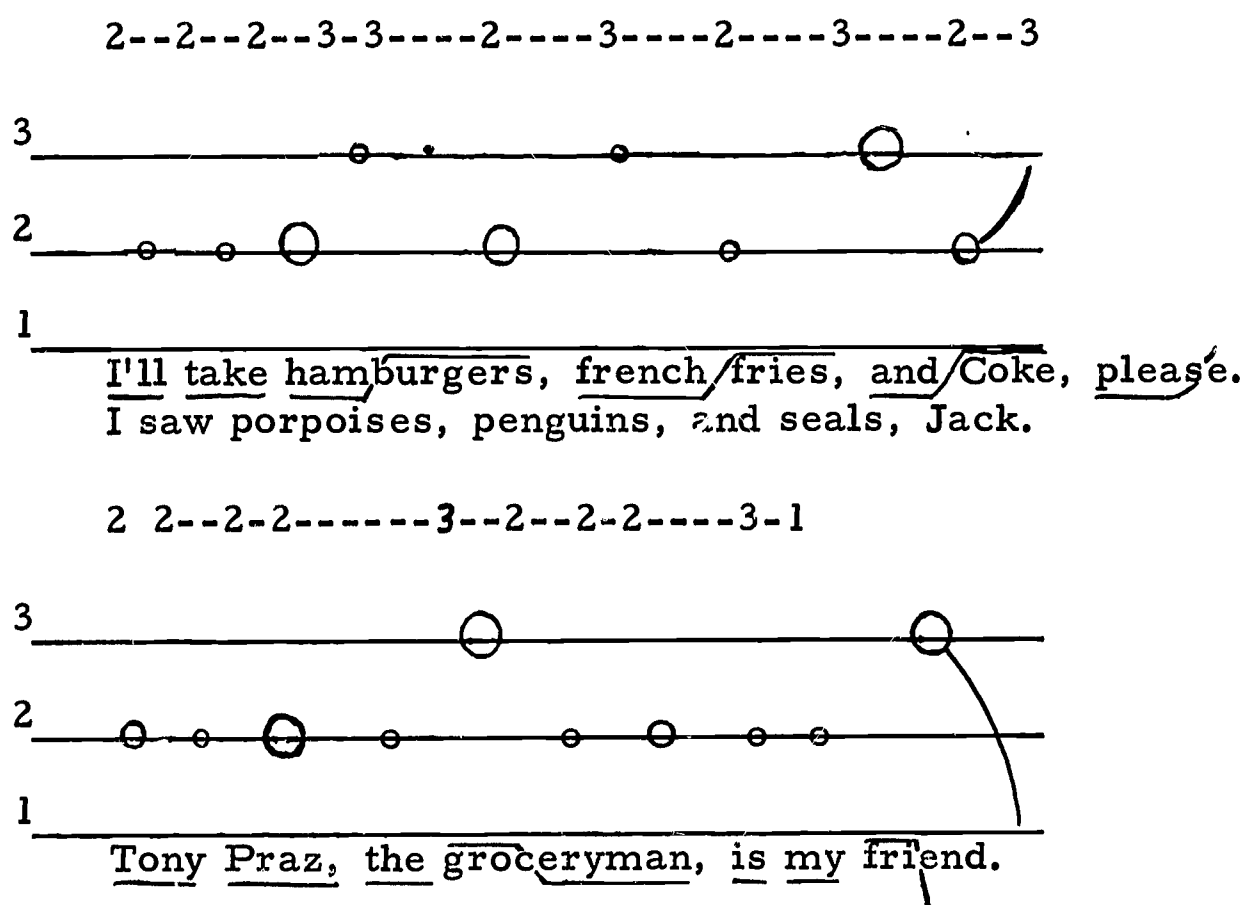 2--2--2--3-3----2----3----2----3----2--3
3
2
1
I'll take hamburgers, french fries, and Coke, please.
I saw porpoises, penguins, and seals, Jack.
2 2--2-2------3--2--2-2----3-1
3
2
1
Tony Praz, the groceryman, is my friend.